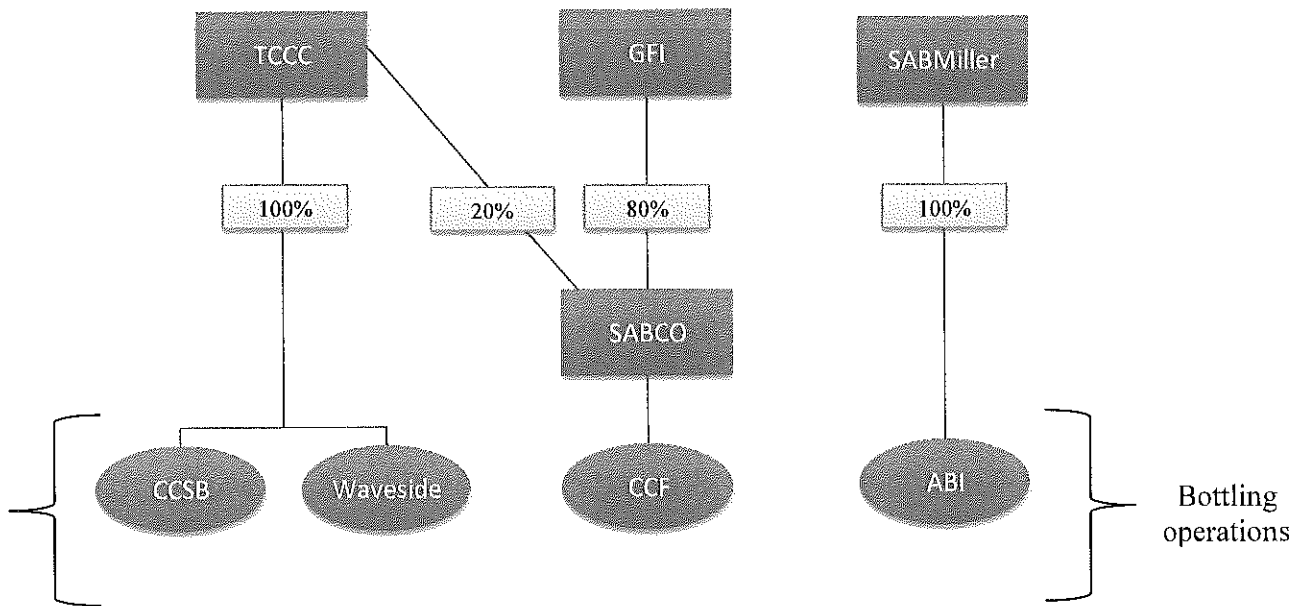 TCCC
GFI
SABMiller
100%
20%
80%
100%
SABCO
CCSB
Waveside
CCF
ABI
Bottling
operations